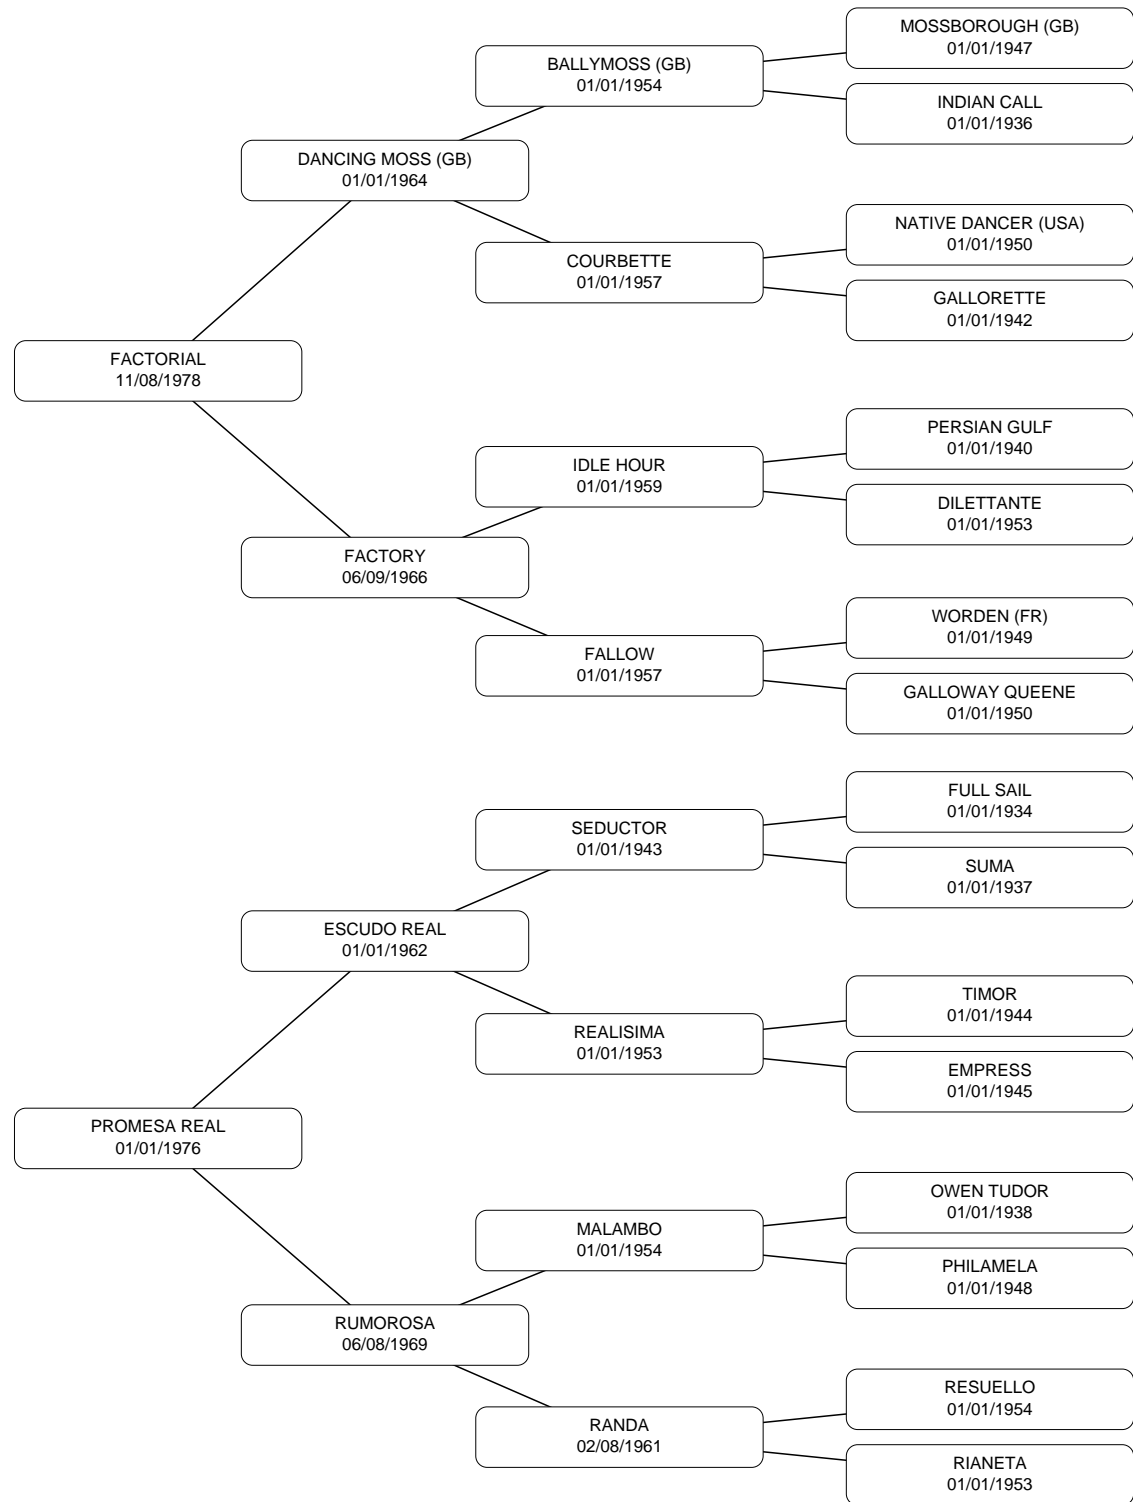 MOSSBOROUGH (GB)
01/01/1947
BALLYMOSS (GB)
01/01/1954
INDIAN CALL
01/01/1936
DANCING MOSS (GB)
01/01/1964
NATIVE DANCER (USA)
01/01/1950
COURBETTE
01/01/1957
GALLORETTE
01/01/1942
FACTORIAL
11/08/1978
PERSIAN GULF
01/01/1940
IDLE HOUR
01/01/1959
DILETTANTE
01/01/1953
FACTORY
06/09/1966
WORDEN (FR)
01/01/1949
FALLOW
01/01/1957
GALLOWAY QUEENE
01/01/1950
FULL SAIL
01/01/1934
SEDUCTOR
01/01/1943
SUMA
01/01/1937
ESCUDO REAL
01/01/1962
TIMOR
01/01/1944
REALISIMA
01/01/1953
EMPRESS
01/01/1945
PROMESA REAL
01/01/1976
OWEN TUDOR
01/01/1938
MALAMBO
01/01/1954
PHILAMELA
01/01/1948
RUMOROSA
06/08/1969
RESUELLO
01/01/1954
RANDA
02/08/1961
RIANETA
01/01/1953